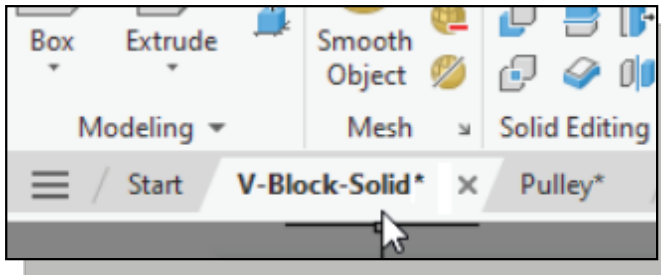 Box Extrude Smooth Object
Modeling Mesh Solid Editing
Start V-Block-Solid* Pulley*